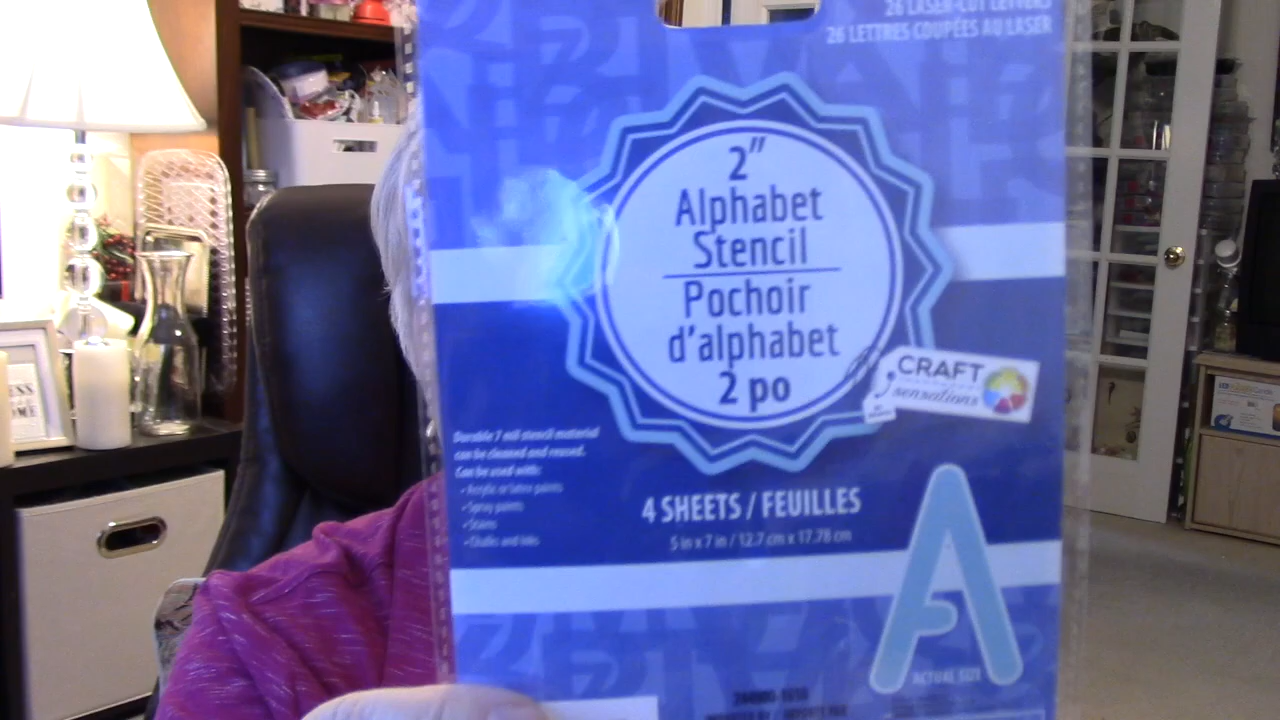 26 LASER-CUT LETTERS
26 LETTRES COUPÉES AU LASER
2"
Alphabet
Stencil
Pochoir
d'alphabet
2 po
CRAFT
sensations
Durable 7 mil stencil material
can be cleaned and reused.
Can be used with:
• Acrylic or latex paints
• Spray paints
• Stains
• Chalks and inks
4 SHEETS / FEUILLES
5 in x 7 in / 12.7 cm x 17.78 cm
A
ACTUAL SIZE